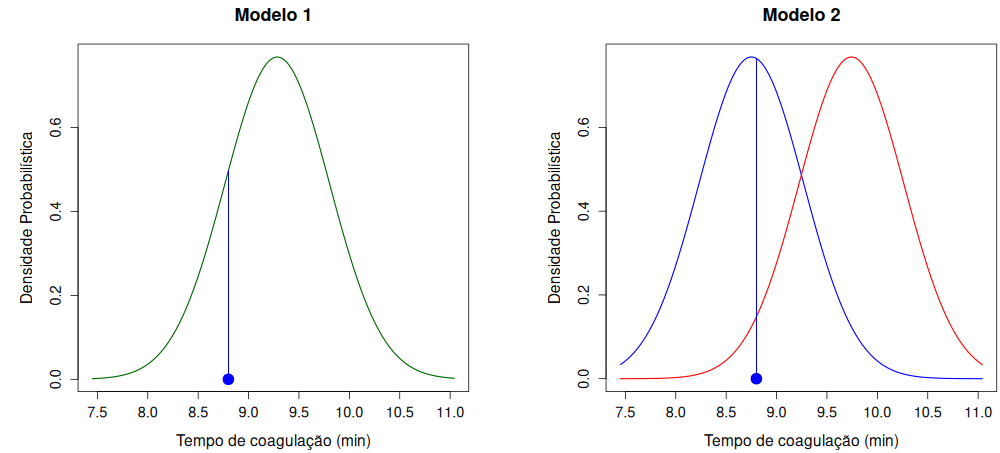 Modelo 1
Densidade Probabilística
0.0 0.2 0.4 0.6
7.5 8.0 8.5 9.0 9.5 10.0 10.5 11.0
Tempo de coagulação (min)
Modelo 2
Densidade Probabilística
0.0 0.2 0.4 0.6
7.5 8.0 8.5 9.0 9.5 10.0 10.5 11.0
Tempo de coagulação (min)